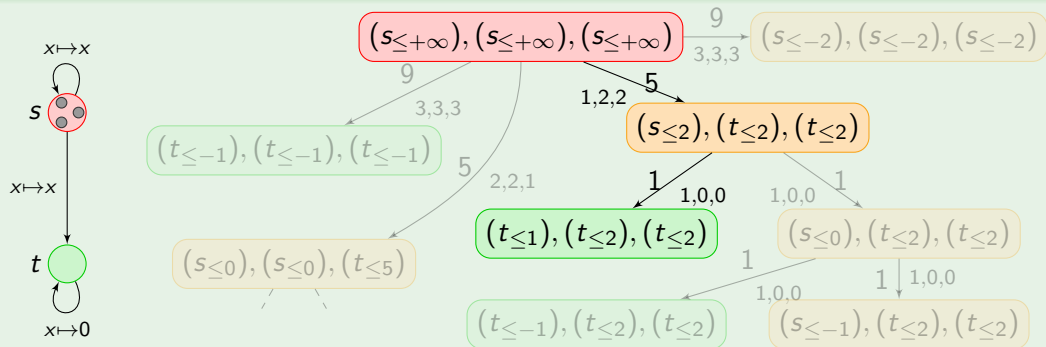 x↦x
s
x↦x
t
x↦0
(s≤+∞), (s≤+∞), (s≤+∞)
9
3,3,3
(s≤−2), (s≤−2), (s≤−2)
9
3,3,3
5
1,2,2
(t≤−1), (t≤−1), (t≤−1)
(s≤2), (t≤2), (t≤2)
5
2,2,1
1
1,0,0
1
1,0,0
(t≤1), (t≤2), (t≤2)
(s≤0), (t≤2), (t≤2)
(s≤0), (s≤0), (t≤5)
1
1,0,0
1
1,0,0
(t≤−1), (t≤2), (t≤2)
(s≤−1), (t≤2), (t≤2)